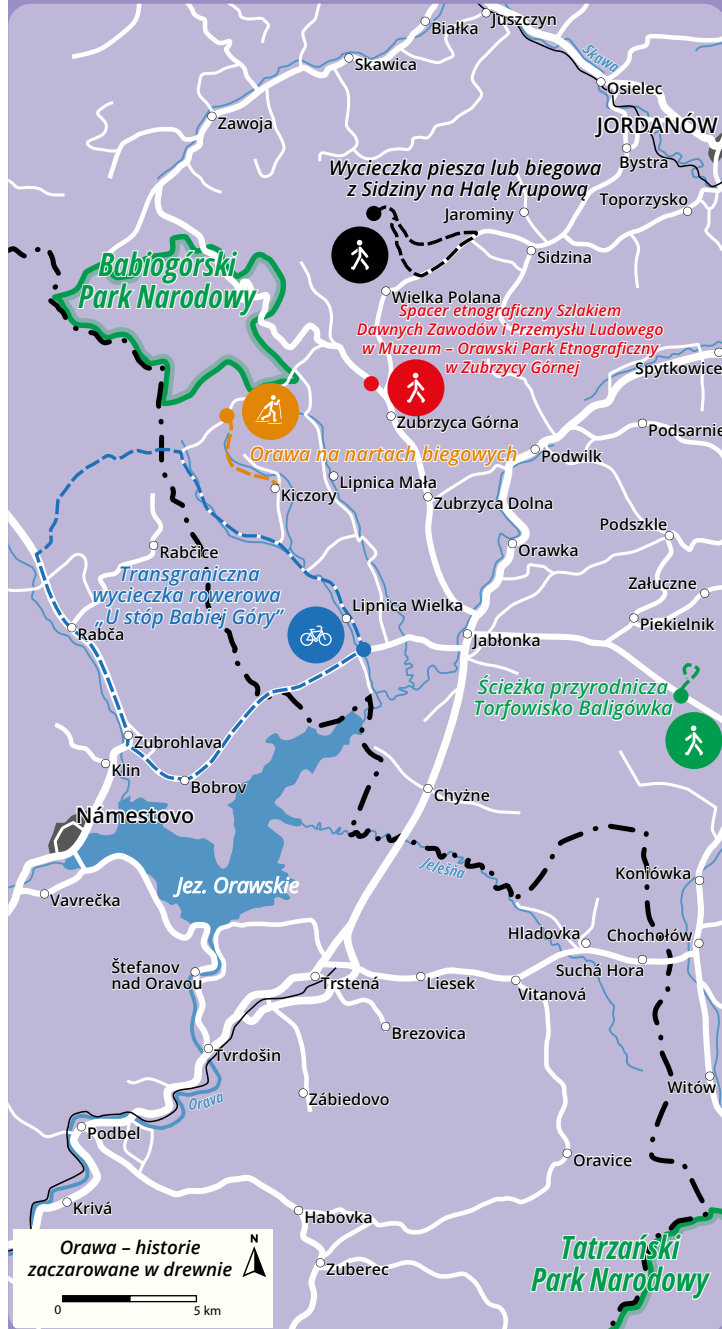 Juszczyn
Białka
Skawa
Skawica
Osielec
Zawoja
JORDANÓW
Bystra
Wycieczka piesza lub biegowa
z Sidziny na Halę Krupową
Toporzysko
Jarominy
Sidzina
Babiogórski
Park Narodowy
Wielka Polana
Spacer etnograficzny Szlakiem
Dawnych Zawodów i Przemysłu Ludowego
w Muzeum – Orawski Park Etnograficzny
w Zubrzycy Górnej
Spytkowice
Zubrzyca Górna
Podsarnie
Orawa na nartach biegowych
Podwilk
Lipnica Mała
Kiczory
Zubrzyca Dolna
Podszkle
Rabčice
Orawka
Transgraniczna
wycieczka rowerowa
„U stóp Babiej Góry”
Załuczne
Lipnica Wielka
Piekielnik
Rabča
Jabłonka
Ścieżka przyrodnicza
Torfowisko Baligówka
Zubrohlava
Klin
Bobrov
Chyżne
Námestovo
Jelešna
Koniówka
Jez. Orawskie
Vavrečka
Hladovka
Chochołów
Suchá Hora
Štefanov
nad Oravou
Trstená
Liesek
Vitanová
Brezovica
Tvrdošin
Witów
Orava
Zábiedovo
Podbel
Oravice
Krivá
Habovka
Tatrzański
Park Narodowy
Zuberec
Orawa – historie
zaczarowane w drewnie
N
0
5 km